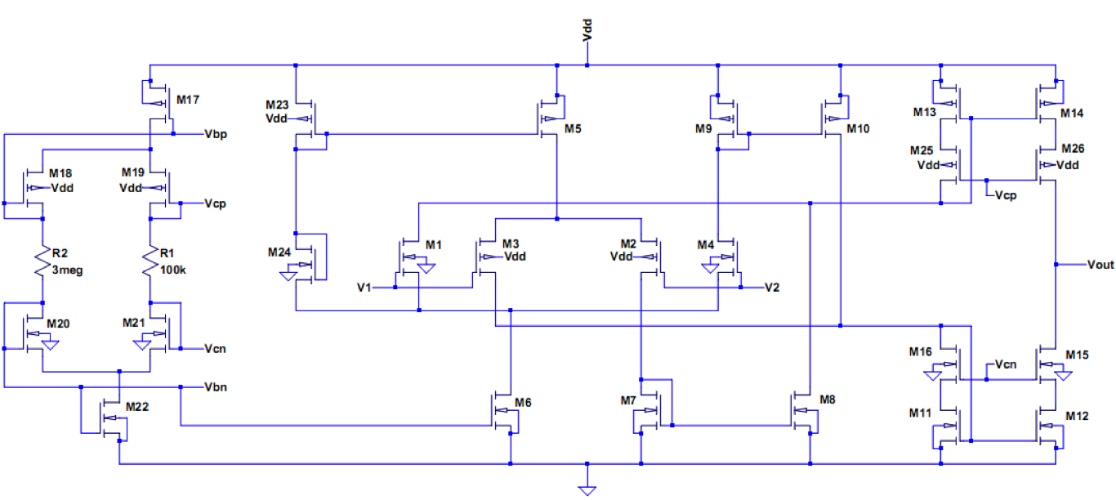 Vdd
M17
M23
Vdd
M5
M9
M10
M13
M14
Vbp
M18
Vdd
M19
Vdd
Vcp
M25
Vdd
M26
Vdd
Vcp
R2
3meg
R1
100k
M24
M1
M3
Vdd
M2
Vdd
M4
V1
V2
Vout
M20
M21
Vcn
M16
Vcn
M15
Vbn
M22
M6
M7
M8
M11
M12